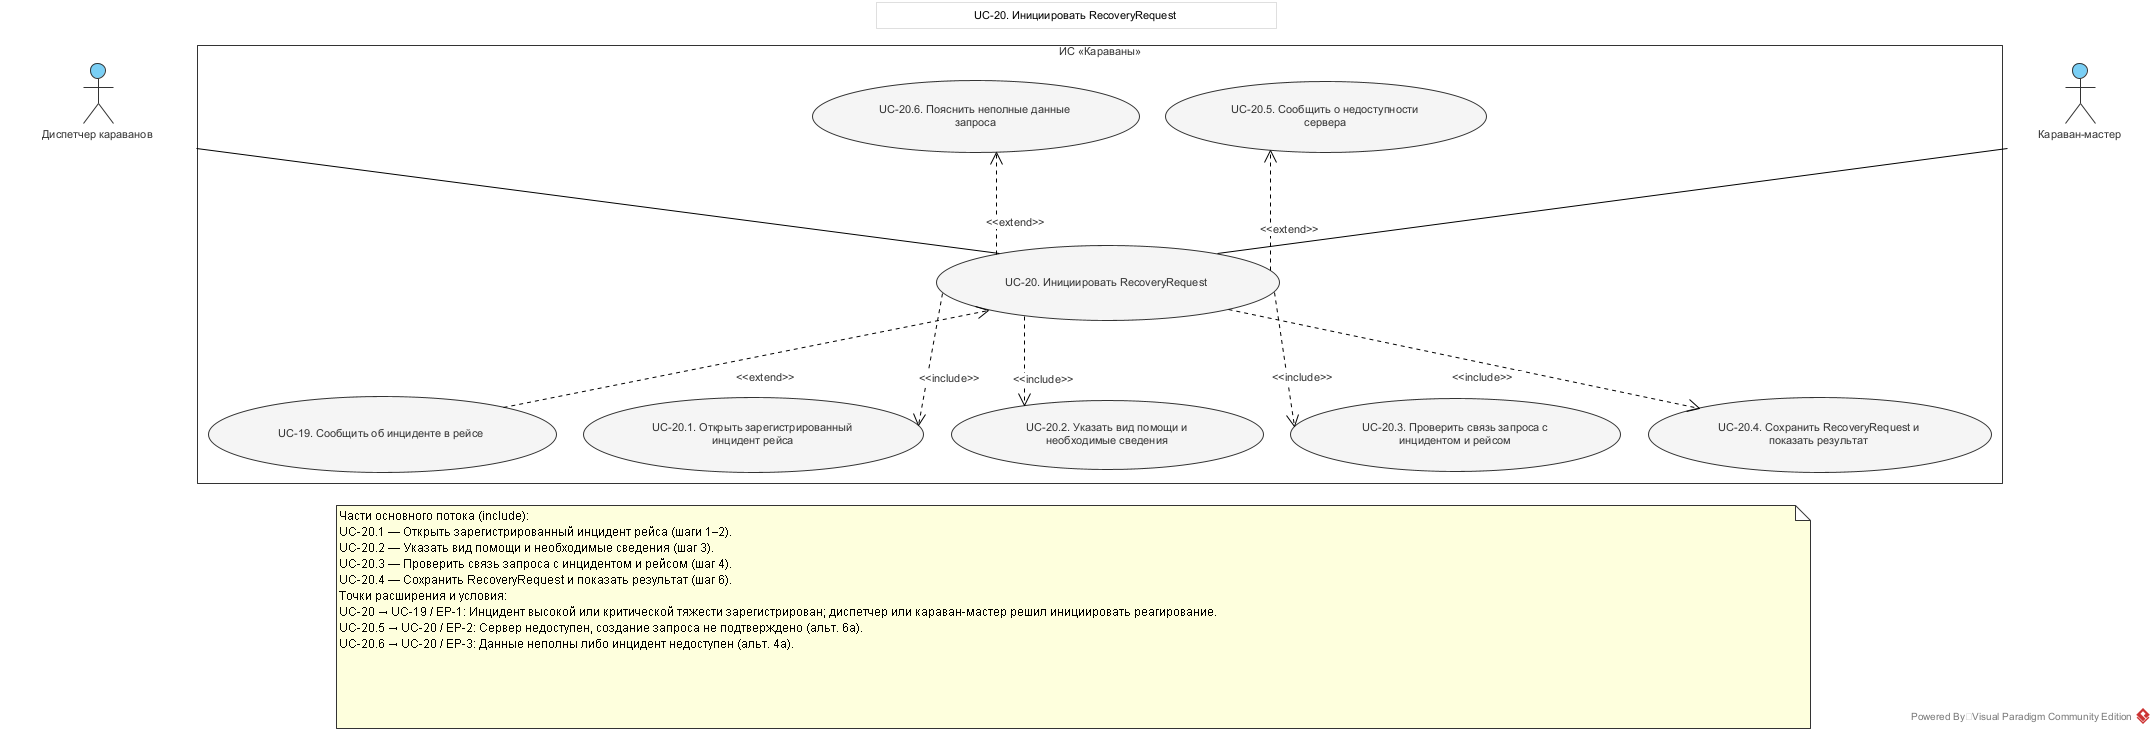 UC-20. Инициировать RecoveryRequest
ИС «Караваны»
Диспетчер караванов
Караван-мастер
UC-20.6. Пояснить неполные данные
запроса
UC-20.5. Сообщить о недоступности
сервера
<<extend>>
<<extend>>
UC-20. Инициировать RecoveryRequest
<<extend>>
<<include>>
<<include>>
<<include>>
<<include>>
UC-19. Сообщить об инциденте в рейсе
UC-20.1. Открыть зарегистрированный
инцидент рейса
UC-20.2. Указать вид помощи и
необходимые сведения
UC-20.3. Проверить связь запроса с
инцидентом и рейсом
UC-20.4. Сохранить RecoveryRequest и
показать результат
Части основного потока (include):
UC-20.1 — Открыть зарегистрированный инцидент рейса (шаги 1–2).
UC-20.2 — Указать вид помощи и необходимые сведения (шаг 3).
UC-20.3 — Проверить связь запроса с инцидентом и рейсом (шаг 4).
UC-20.4 — Сохранить RecoveryRequest и показать результат (шаг 6).
Точки расширения и условия:
UC-20 → UC-19 / EP-1: Инцидент высокой или критической тяжести зарегистрирован; диспетчер или караван-мастер решил инициировать реагирование.
UC-20.5 → UC-20 / EP-2: Сервер недоступен, создание запроса не подтверждено (альт. 6а).
UC-20.6 → UC-20 / EP-3: Данные неполны либо инцидент недоступен (альт. 4а).
Powered By Visual Paradigm Community Edition